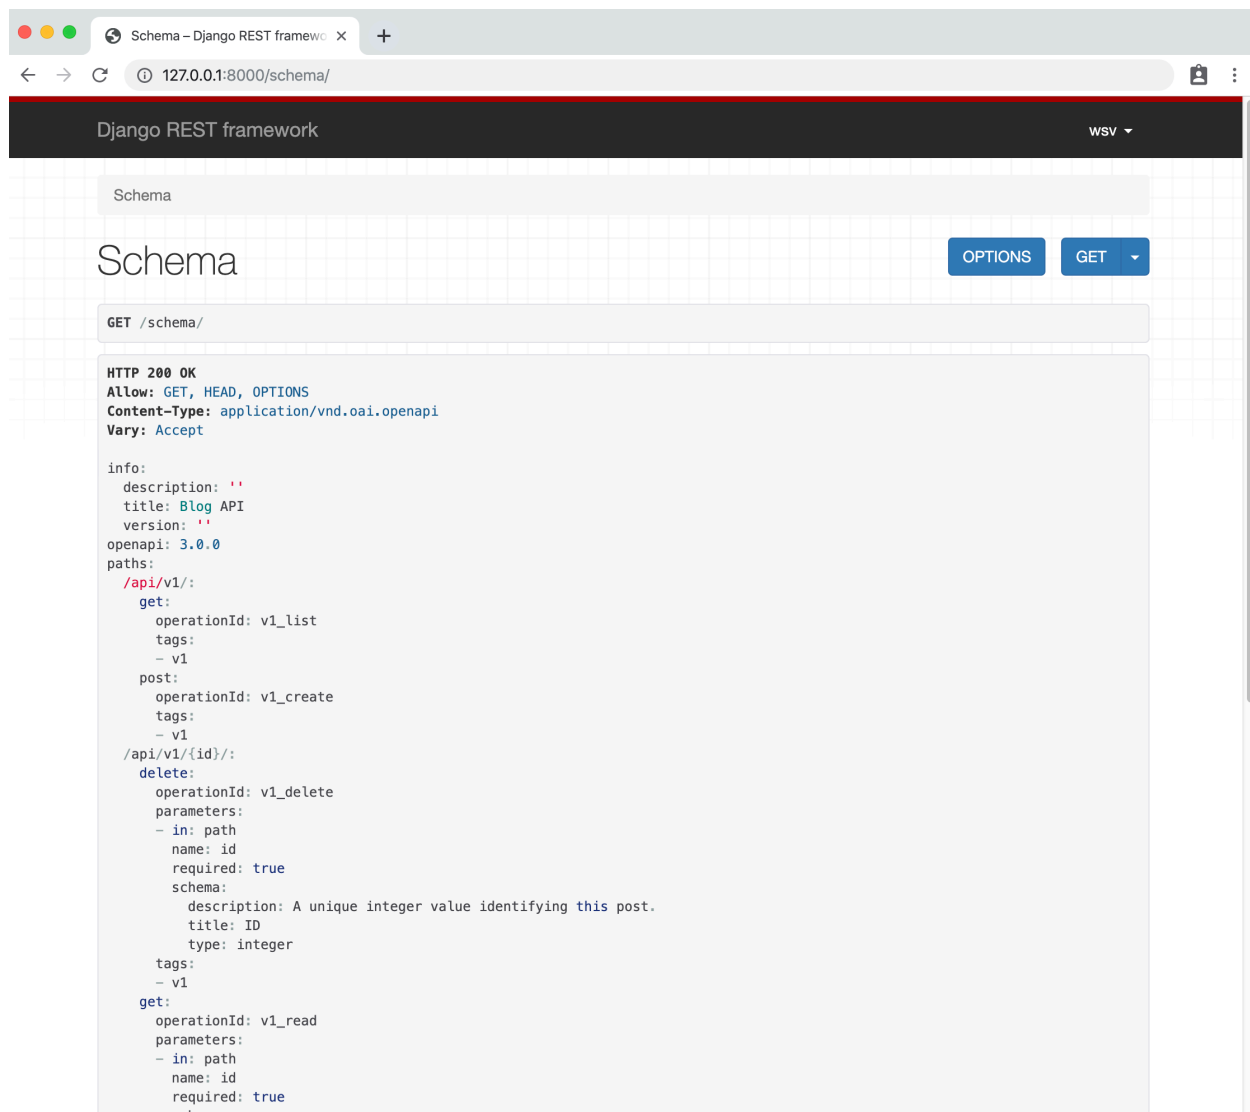 Schema – Django REST framewo
127.0.0.1:8000/schema/
Django REST framework
wsv
Schema
Schema
OPTIONS
GET
GET /schema/
HTTP 200 OK
Allow: GET, HEAD, OPTIONS
Content-Type: application/vnd.oai.openapi
Vary: Accept
info:
  description: ''
  title: Blog API
  version: ''
openapi: 3.0.0
paths:
  /api/v1/:
    get:
      operationId: v1_list
      tags:
      - v1
    post:
      operationId: v1_create
      tags:
      - v1
  /api/v1/{id}/:
    delete:
      operationId: v1_delete
      parameters:
      - in: path
        name: id
        required: true
        schema:
          description: A unique integer value identifying this post.
          title: ID
          type: integer
      tags:
      - v1
    get:
      operationId: v1_read
      parameters:
      - in: path
        name: id
        required: true